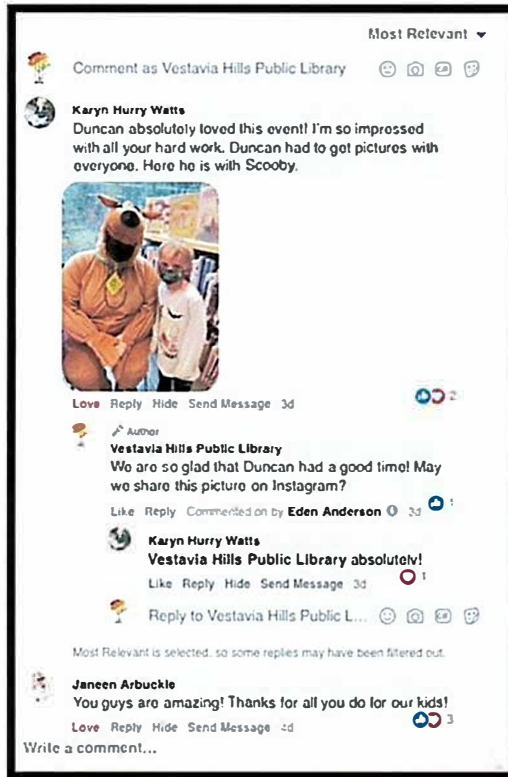 Most Relevant
Comment as Vestavia Hills Public Library
Karyn Hurry Watts
Duncan absolutely loved this event! I'm so impressed
with all your hard work. Duncan had to get pictures with
everyone. Here he is with Scooby.
Love Reply Hide Send Message 3d 2
Author
Vestavia Hills Public Library
We are so glad that Duncan had a good time! May
we share this picture on Instagram?
Like Reply Commented on by Eden Anderson 3d 1
Karyn Hurry Watts
Vestavia Hills Public Library absolutely!
Like Reply Hide Send Message 3d 1
Reply to Vestavia Hills Public L...
Most Relevant is selected, so some replies may have been filtered out.
Janeen Arbuckle
You guys are amazing! Thanks for all you do for our kids!
Love Reply Hide Send Message 3
Write a comment...